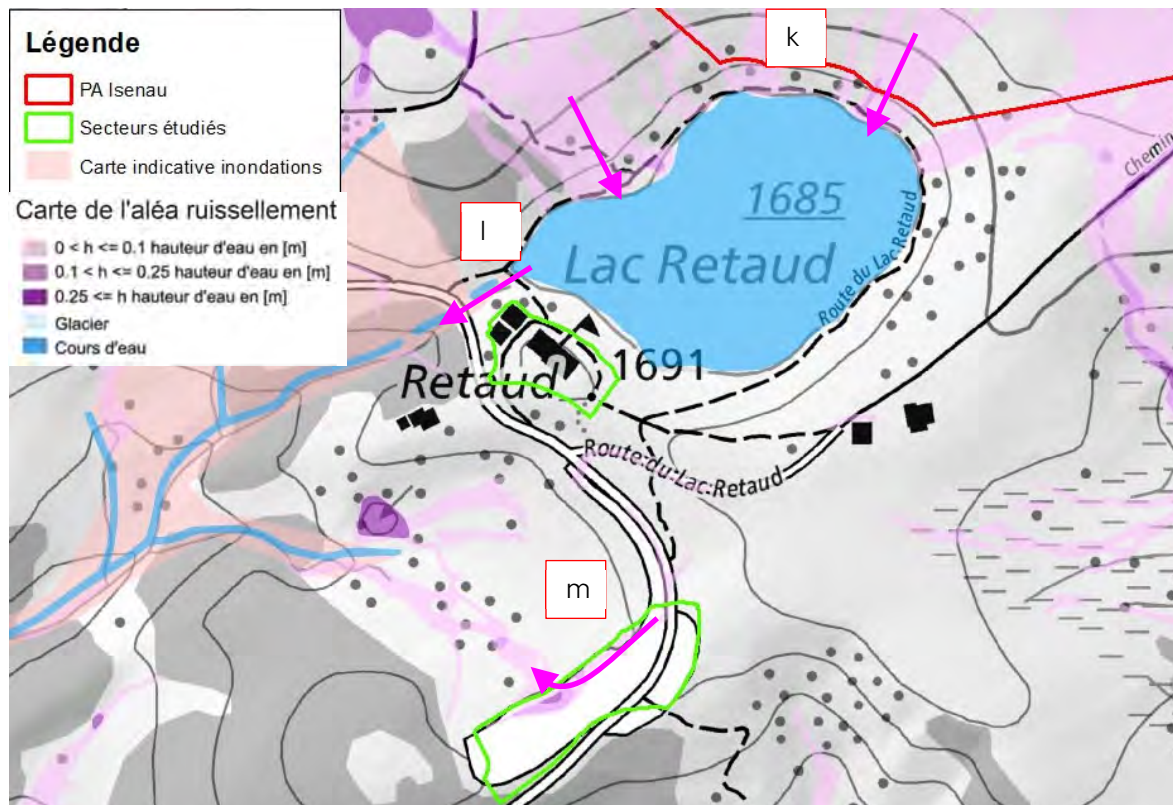 Légende
PA Isenau
Secteurs étudiés
Carte indicative inondations
Carte de l'aléa ruissellement
0 < h <= 0.1 hauteur d'eau en [m]
0.1 < h <= 0.25 hauteur d'eau en [m]
0.25 <= h hauteur d'eau en [m]
Glacier
Cours d'eau
k
Chemin
1685
l
Lac Retaud
Route du Lac Retaud
1691
Retaud
Route du Lac Retaud
m